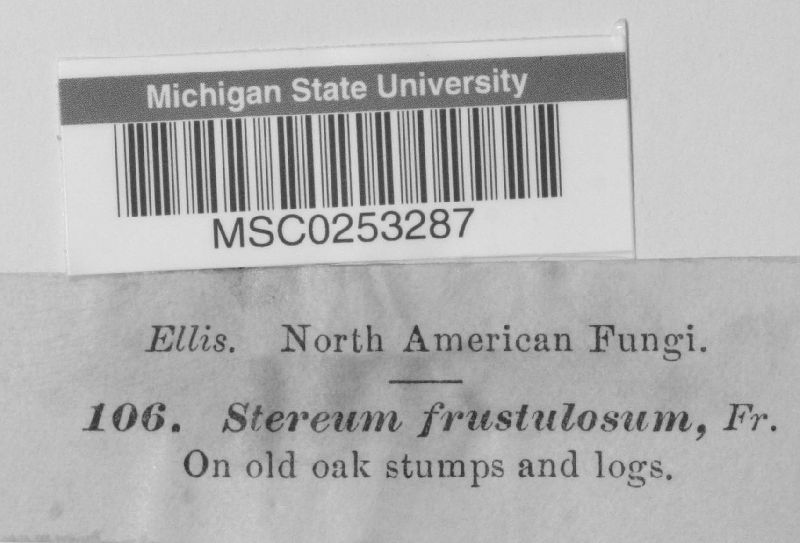 Michigan State University
MSC0253287
Ellis. North American Fungi.
106. Stereum frustulosum, Fr.
On old oak stumps and logs.